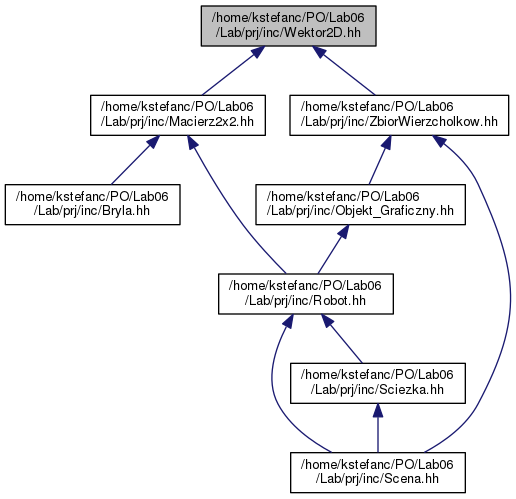 /home/kstefanc/PO/Lab06
/Lab/prj/inc/Wektor2D.hh
/home/kstefanc/PO/Lab06
/Lab/prj/inc/Macierz2x2.hh
/home/kstefanc/PO/Lab06
/Lab/prj/inc/ZbiorWierzcholkow.hh
/home/kstefanc/PO/Lab06
/Lab/prj/inc/Bryla.hh
/home/kstefanc/PO/Lab06
/Lab/prj/inc/Objekt_Graficzny.hh
/home/kstefanc/PO/Lab06
/Lab/prj/inc/Robot.hh
/home/kstefanc/PO/Lab06
/Lab/prj/inc/Sciezka.hh
/home/kstefanc/PO/Lab06
/Lab/prj/inc/Scena.hh